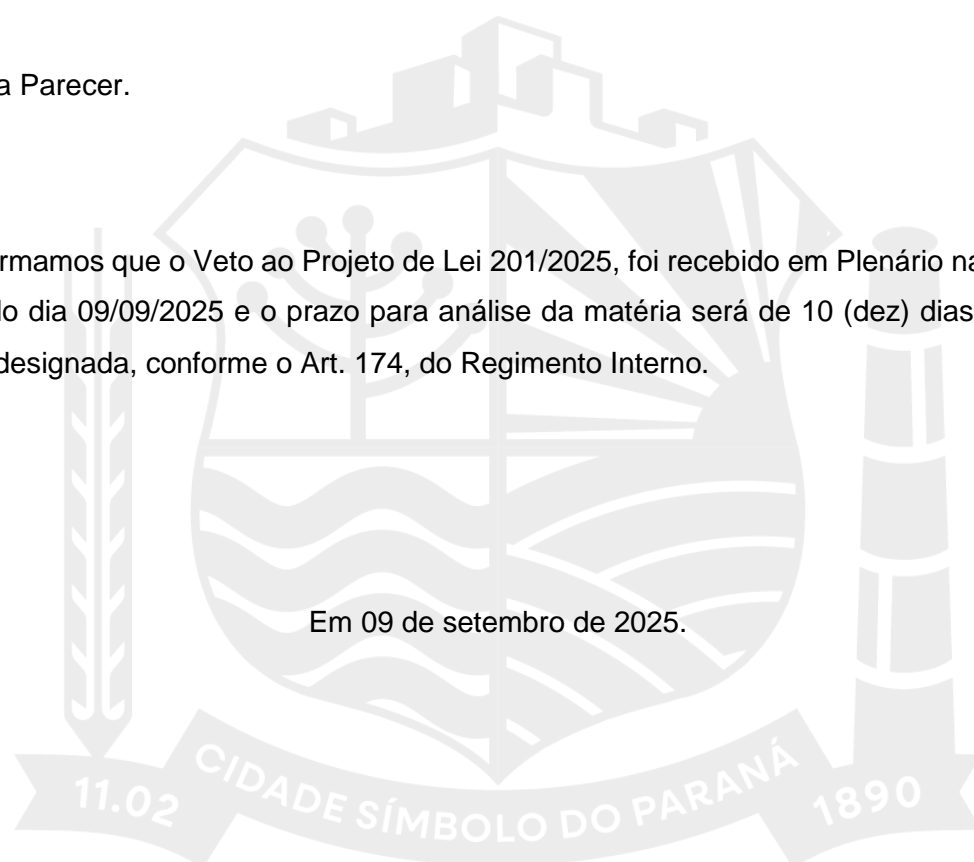 a Parecer.
rmamos que o Veto ao Projeto de Lei 201/2025, foi recebido em Plenário na
lo dia 09/09/2025 e o prazo para análise da matéria será de 10 (dez) dias
designada, conforme o Art. 174, do Regimento Interno.
Em 09 de setembro de 2025.
11.02 CIDADE SÍMBOLO DO PARANÁ 1890